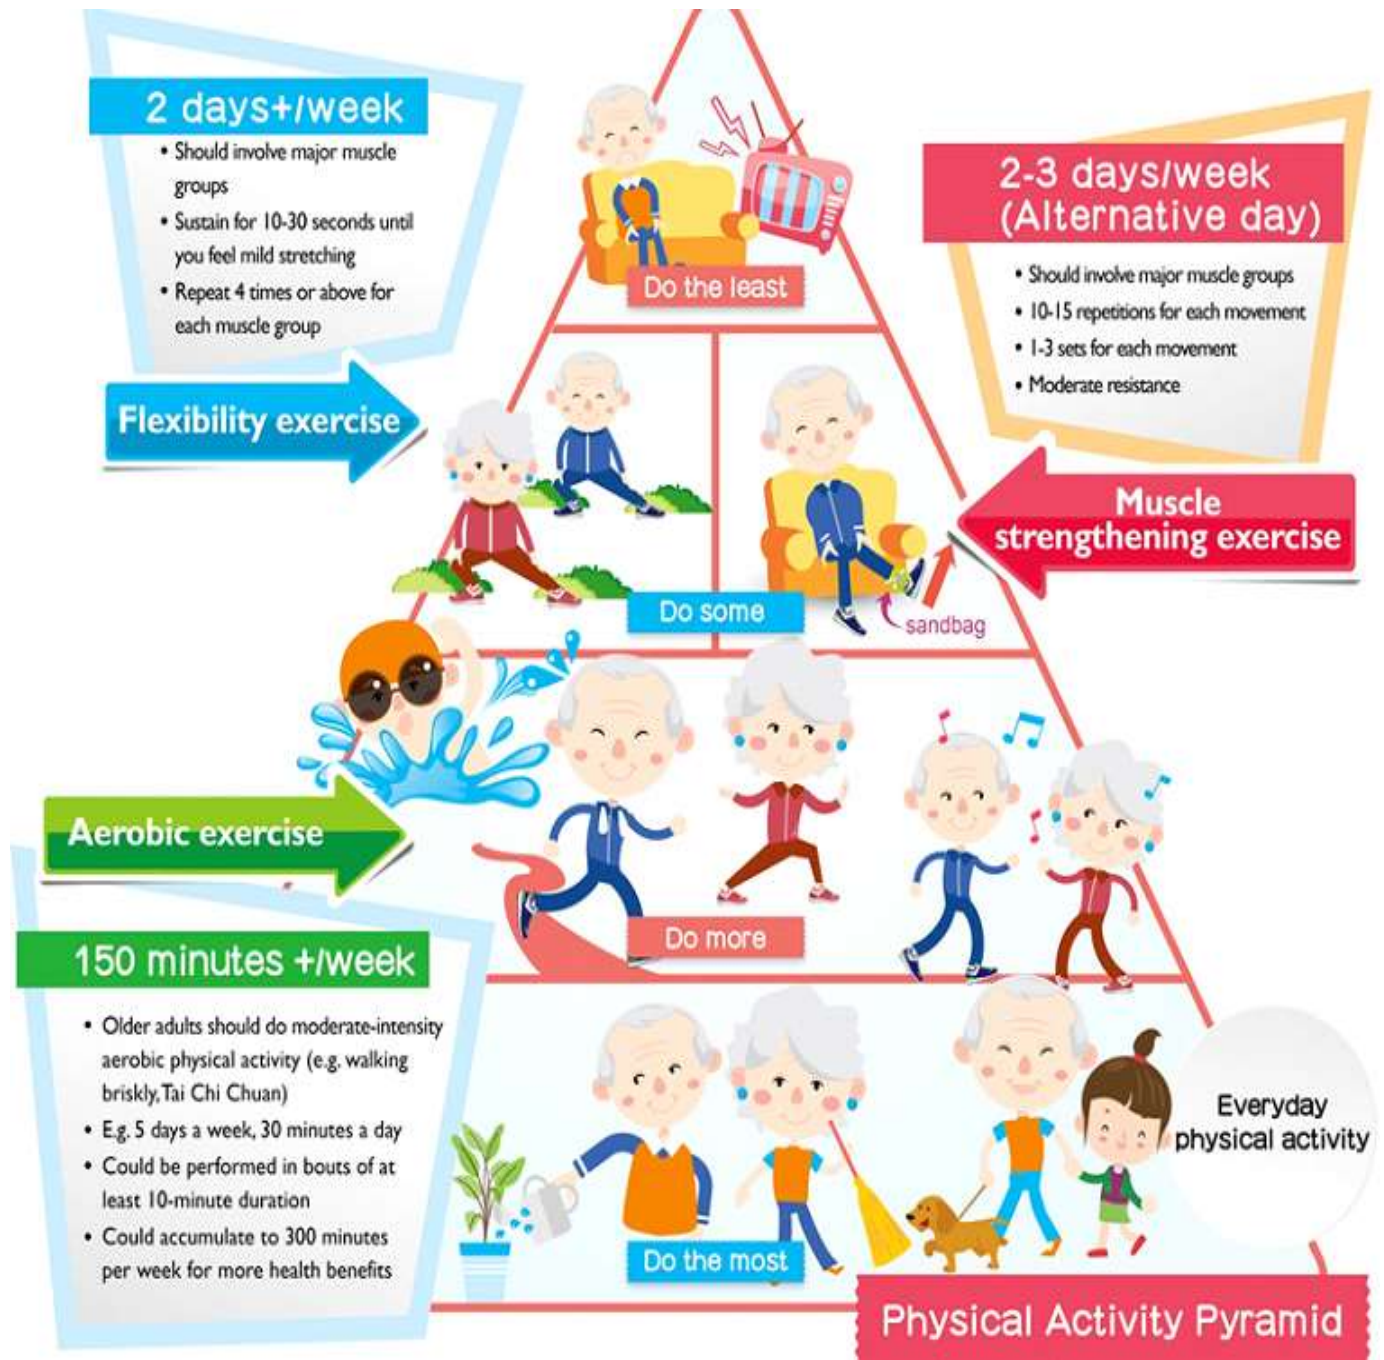 2 days+/week
• Should involve major muscle
groups
• Sustain for 10-30 seconds until
you feel mild stretching
• Repeat 4 times or above for
each muscle group
Flexibility exercise
Do the least
2-3 days/week
(Alternative day)
• Should involve major muscle groups
• 10-15 repetitions for each movement
• 1-3 sets for each movement
• Moderate resistance
Muscle
strengthening exercise
Do some
sandbag
Aerobic exercise
Do more
150 minutes +/week
• Older adults should do moderate-intensity
aerobic physical activity (e.g. walking
briskly, Tai Chi Chuan)
• E.g. 5 days a week, 30 minutes a day
• Could be performed in bouts of at
least 10-minute duration
• Could accumulate to 300 minutes
per week for more health benefits
Everyday
physical activity
Do the most
Physical Activity Pyramid